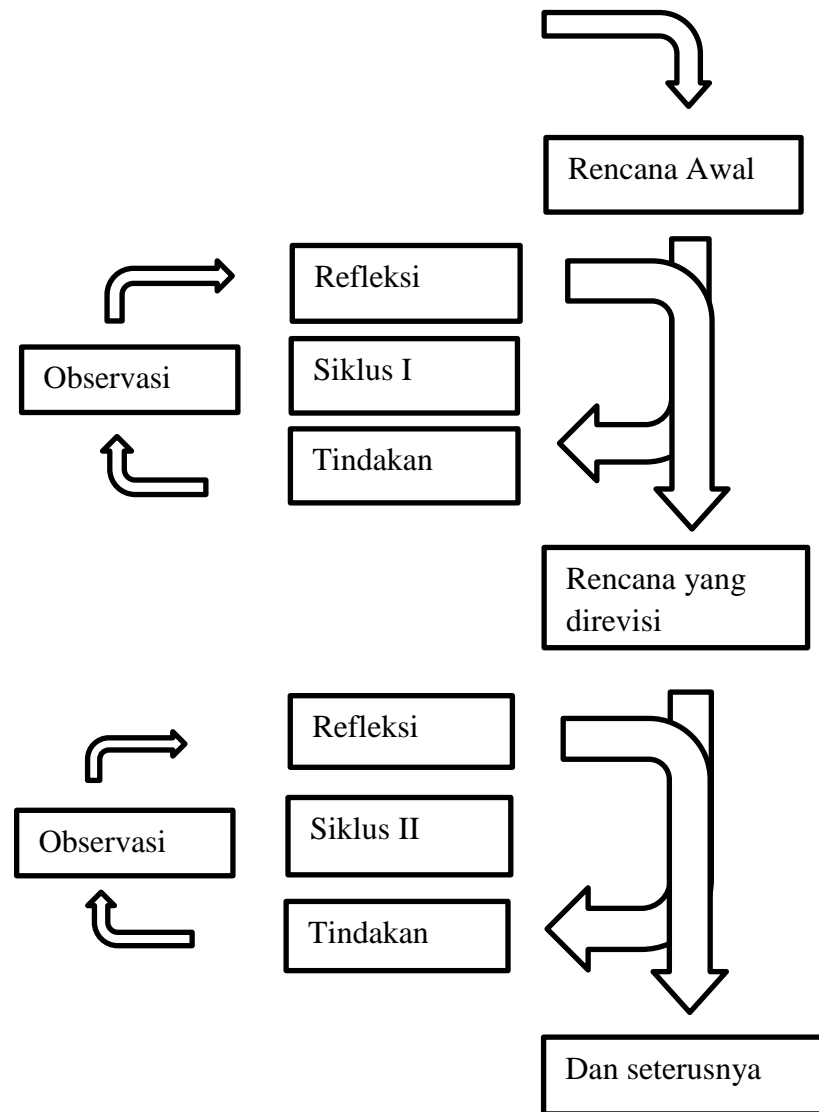 Rencana Awal
Refleksi
Observasi
Siklus I
Tindakan
Rencana yang
direvisi
Refleksi
Observasi
Siklus II
Tindakan
Dan seterusnya